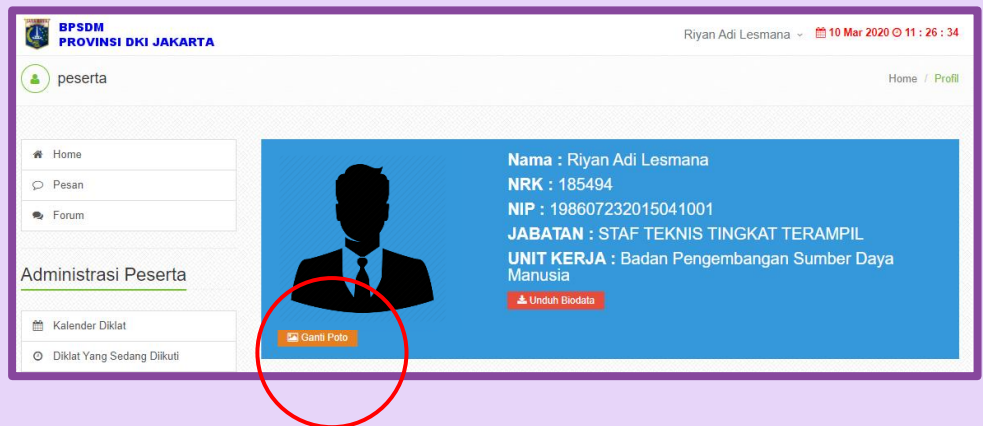 BPSDM
PROVINSI DKI JAKARTA
Riyan Adi Lesmana
10 Mar 2020 11 : 26 : 34
peserta
Home / Profil
Home
Pesan
Forum
Administrasi Peserta
Kalender Diklat
Diklat Yang Sedang Diikuti
Nama : Riyan Adi Lesmana
NRK : 185494
NIP : 198607232015041001
JABATAN : STAF TEKNIS TINGKAT TERAMPIL
UNIT KERJA : Badan Pengembangan Sumber Daya
Manusia
Unduh Biodata
Ganti Poto